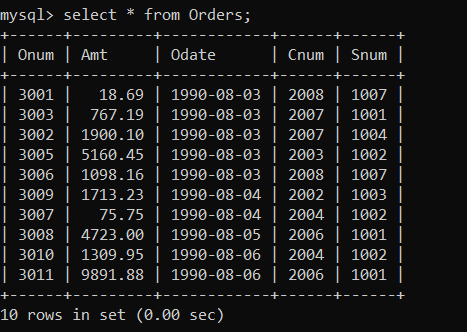 mysql> select * from Orders;
+------+---------+------------+------+------+
| Onum | Amt     | Odate      | Cnum | Snum |
+------+---------+------------+------+------+
| 3001 |   18.69 | 1990-08-03 | 2008 | 1007 |
| 3003 |  767.19 | 1990-08-03 | 2007 | 1001 |
| 3002 | 1900.10 | 1990-08-03 | 2007 | 1004 |
| 3005 | 5160.45 | 1990-08-03 | 2003 | 1002 |
| 3006 | 1098.16 | 1990-08-03 | 2008 | 1007 |
| 3009 | 1713.23 | 1990-08-04 | 2002 | 1003 |
| 3007 |   75.75 | 1990-08-04 | 2004 | 1002 |
| 3008 | 4723.00 | 1990-08-05 | 2006 | 1001 |
| 3010 | 1309.95 | 1990-08-06 | 2004 | 1002 |
| 3011 | 9891.88 | 1990-08-06 | 2006 | 1001 |
+------+---------+------------+------+------+
10 rows in set (0.00 sec)